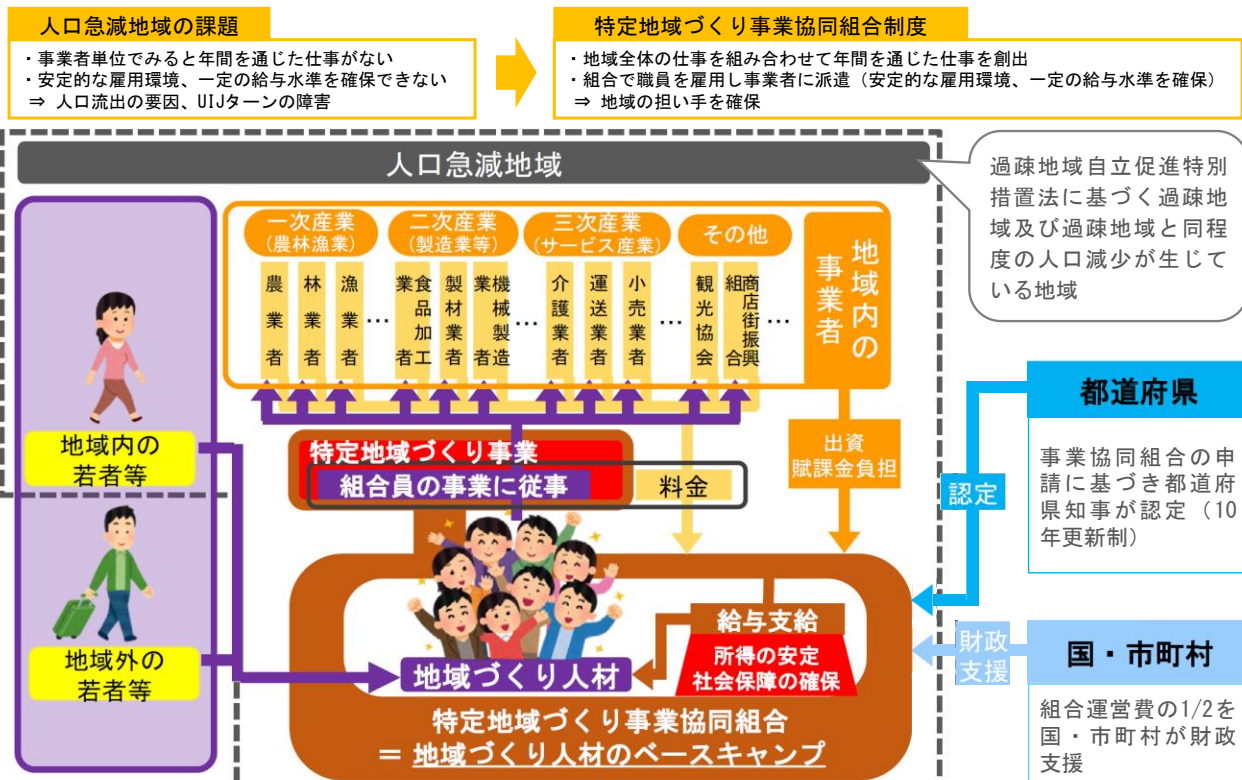 人口急減地域の課題
・事業者単位でみると年間を通じた仕事がない
・安定的な雇用環境、一定の給与水準を確保できない
⇒ 人口流出の要因、UIJターンの障害
特定地域づくり事業協同組合制度
・地域全体の仕事を組み合わせて年間を通じた仕事を創出
・組合で職員を雇用し事業者に派遣（安定的な雇用環境、一定の給与水準を確保）
⇒ 地域の担い手を確保
人口急減地域
過疎地域自立促進特別
措置法に基づく過疎地
域及び過疎地域と同程
度の人口減少が生じて
いる地域
一次産業
(農林漁業)
二次産業
(製造業等)
三次産業
(サービス産業)
その他
地域内の
事業者
農業者
林業者
漁業者
…
食品加工
業者
製材業者
機械製造
業者
…
介護業者
運送業者
小売業者
…
観光協会
商店街振興
組合
…
地域内の
若者等
地域外の
若者等
特定地域づくり事業
組合員の事業に従事
料金
出資
賦課金負担
認定
都道府県
事業協同組合の申
請に基づき都道府
県知事が認定（10
年更新制）
給与支給
所得の安定
社会保障の確保
地域づくり人材
財政
支援
国・市町村
組合運営費の1/2を
国・市町村が財政
支援
特定地域づくり事業協同組合
＝ 地域づくり人材のベースキャンプ